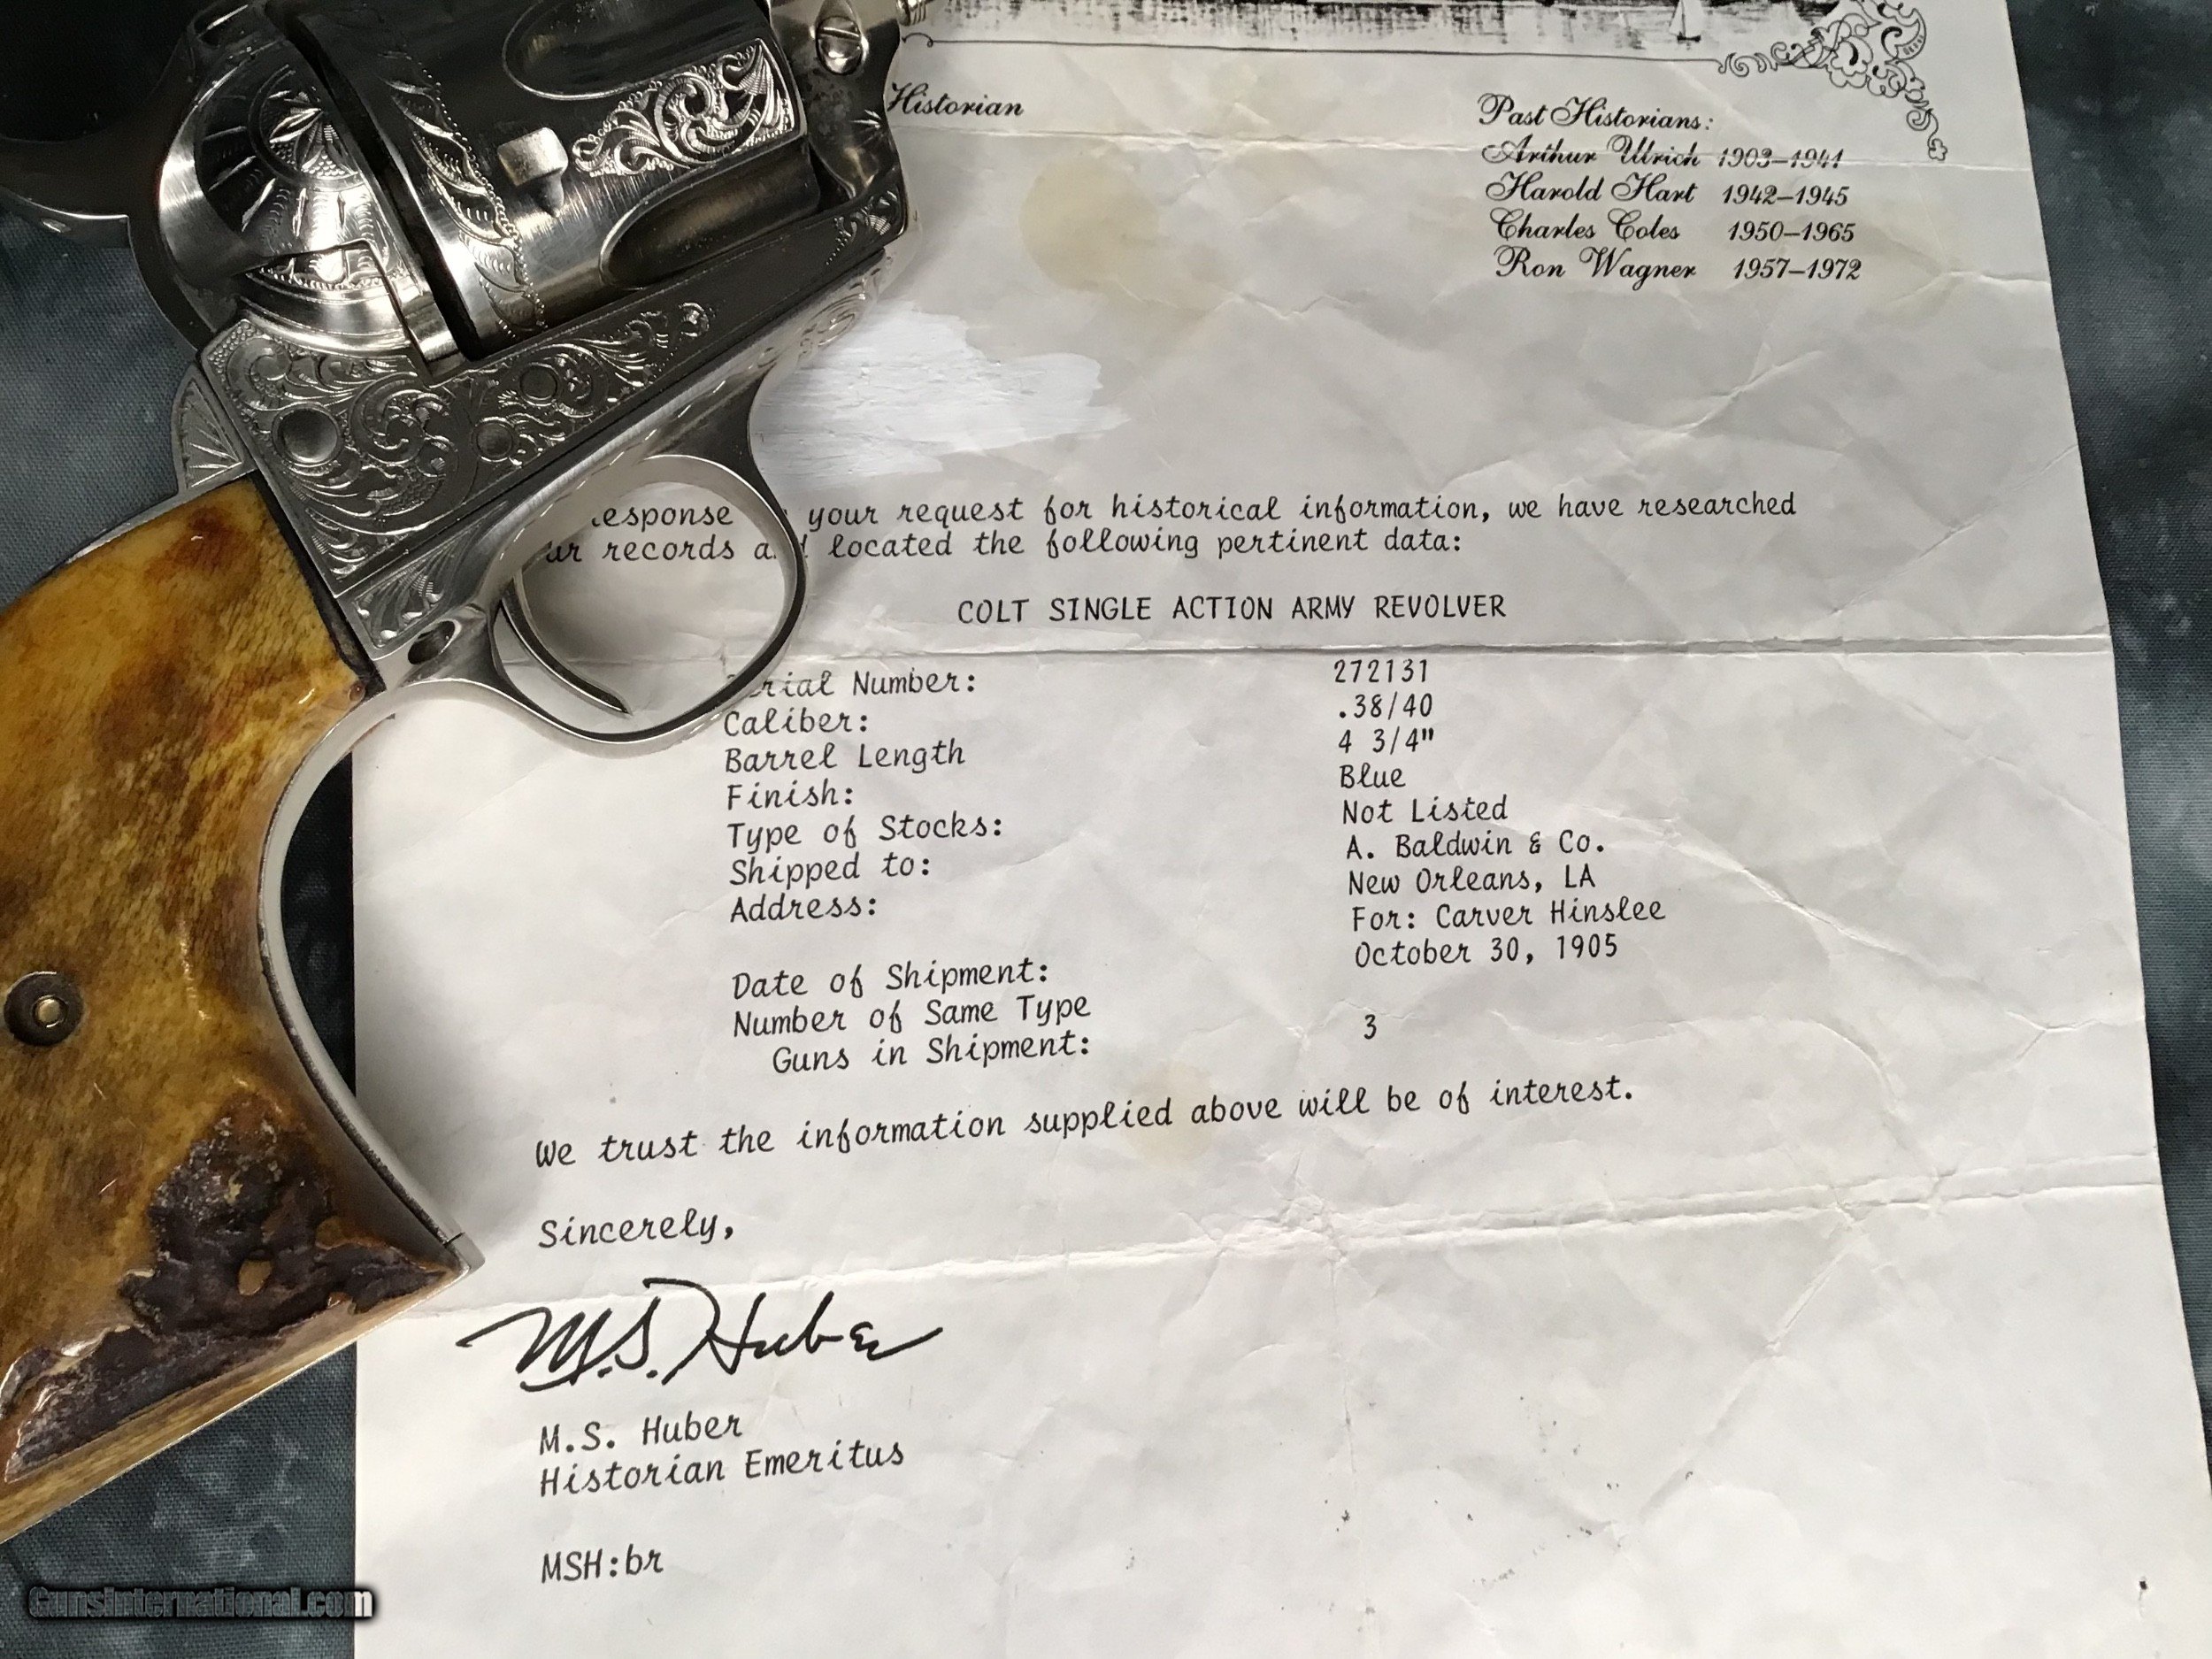 Historian
Past Historians:
Arthur Ulrich 1903–1941
Harold Hart 1942–1945
Charles Coles 1950–1965
Ron Wagner 1957–1972
your request for historical information, we have researched
records located the following pertinent data:
COLT SINGLE ACTION ARMY REVOLVER
Number: 272131
Caliber: .38/40
Barrel Length 4 3/4"
Finish: Blue
Type of Stocks: Not Listed
Shipped to: A. Baldwin & Co.
Address: New Orleans, LA
For: Carver Hinslee
Date of Shipment: October 30, 1905
Number of Same Type
Guns in Shipment: 3
We trust the information supplied above will be of interest.
Sincerely,
M.S. Huber
M.S. Huber
Historian Emeritus
MSH:br
GunsInternational.com